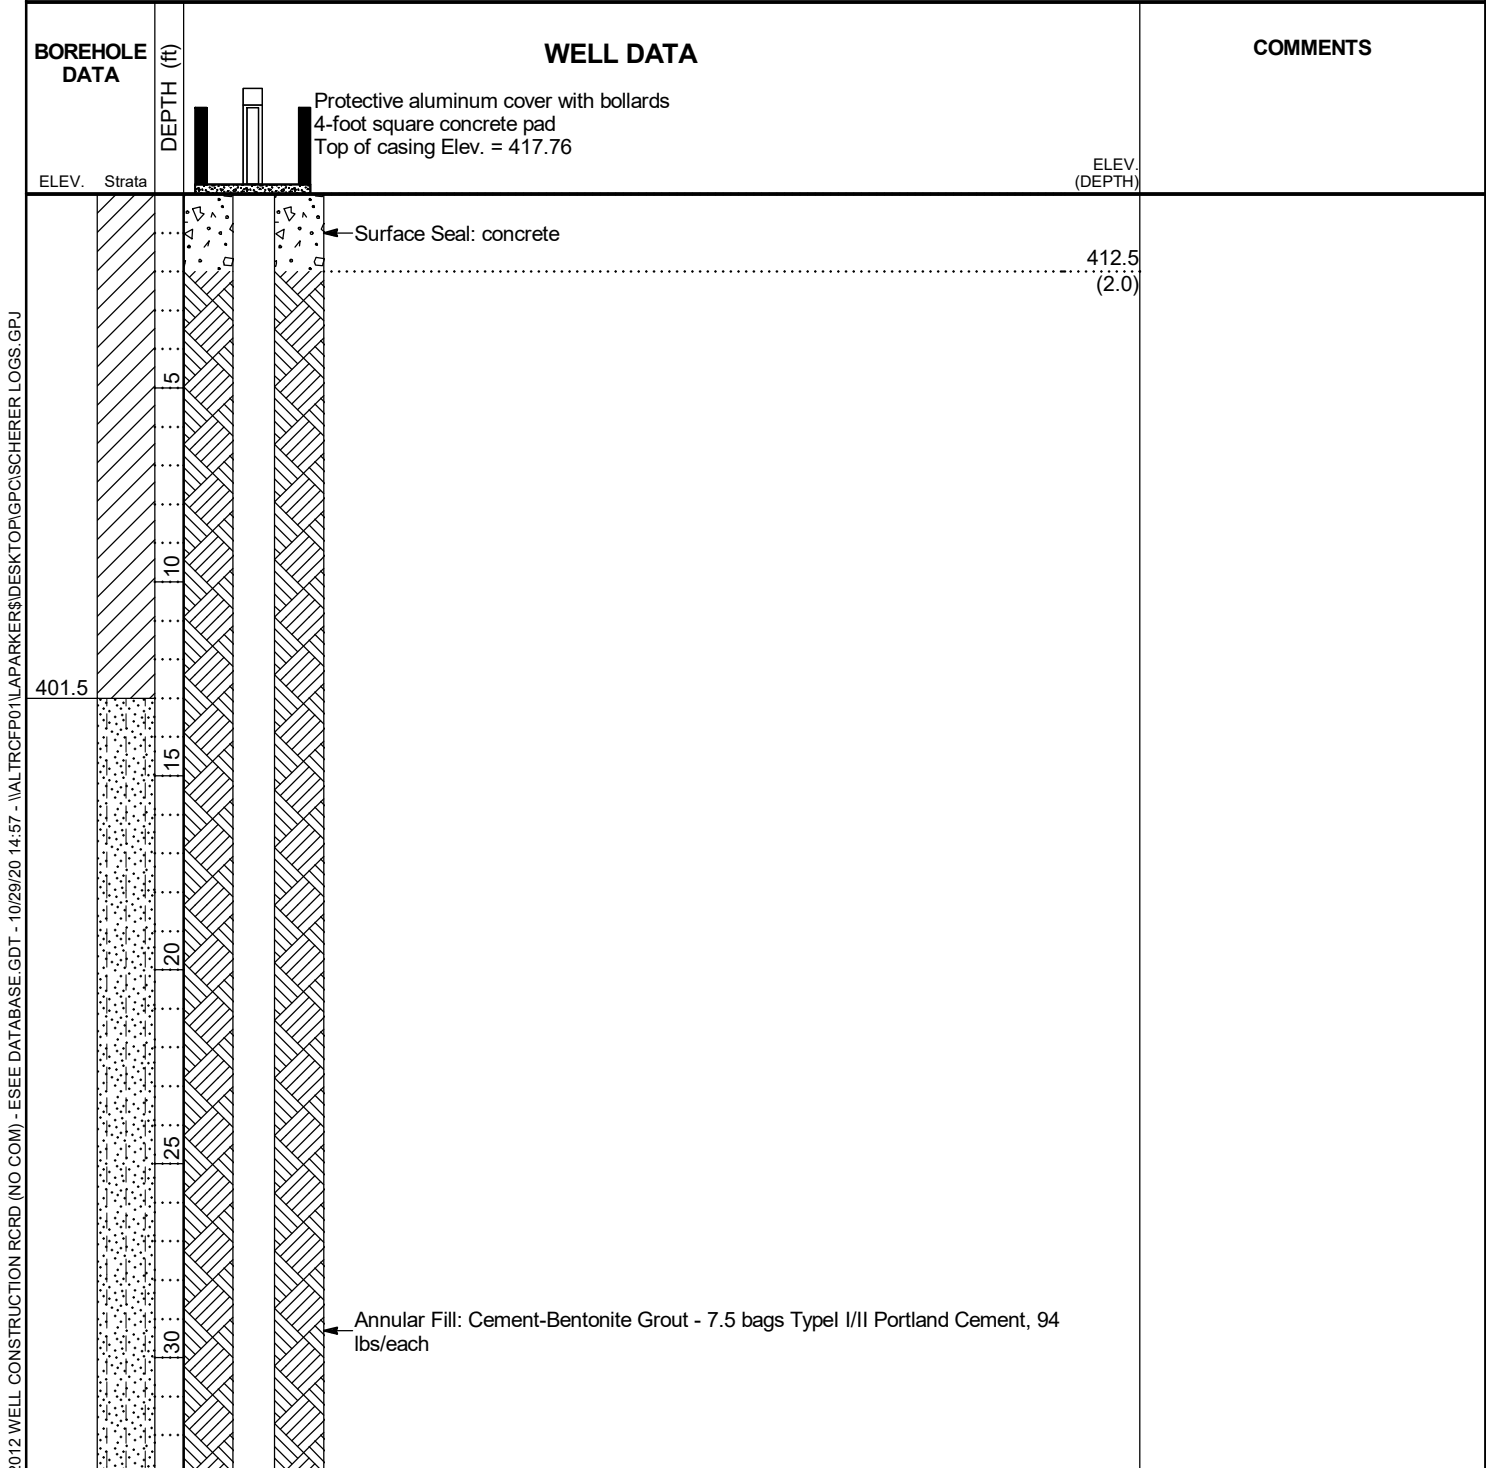 BOREHOLE
DATA
DEPTH (ft)
WELL DATA
COMMENTS
Protective aluminum cover with bollards
4-foot square concrete pad
Top of casing Elev. = 417.76
ELEV.
(DEPTH)
ELEV. Strata
Surface Seal: concrete
412.5
(2.0)
5
10
401.5
15
20
25
Annular Fill: Cement-Bentonite Grout - 7.5 bags TypeI I/II Portland Cement, 94
lbs/each
30
2012 WELL CONSTRUCTION RCRD (NO COM) - ESEE DATABASE.GDT - 10/29/20 14:57 - \\ALTRCFP01\LAPARKER$\DESKTOP\GPC\SCHERER LOGS.GPJ